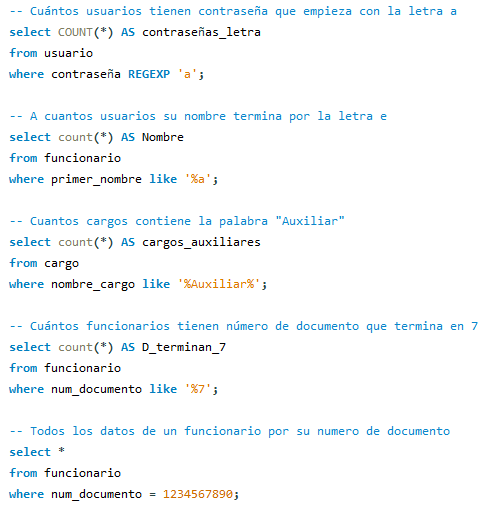 -- Cuántos usuarios tienen contraseña que empieza con la letra a
select COUNT(*) AS contraseñas_letra
from usuario
where contraseña REGEXP 'a';
-- A cuantos usuarios su nombre termina por la letra e
select count(*) AS Nombre
from funcionario
where primer_nombre like '%a';
-- Cuantos cargos contiene la palabra "Auxiliar"
select count(*) AS cargos_auxiliares
from cargo
where nombre_cargo like '%Auxiliar%';
-- Cuántos funcionarios tienen número de documento que termina en 7
select count(*) AS D_terminan_7
from funcionario
where num_documento like '%7';
-- Todos los datos de un funcionario por su numero de documento
select *
from funcionario
where num_documento = 1234567890;